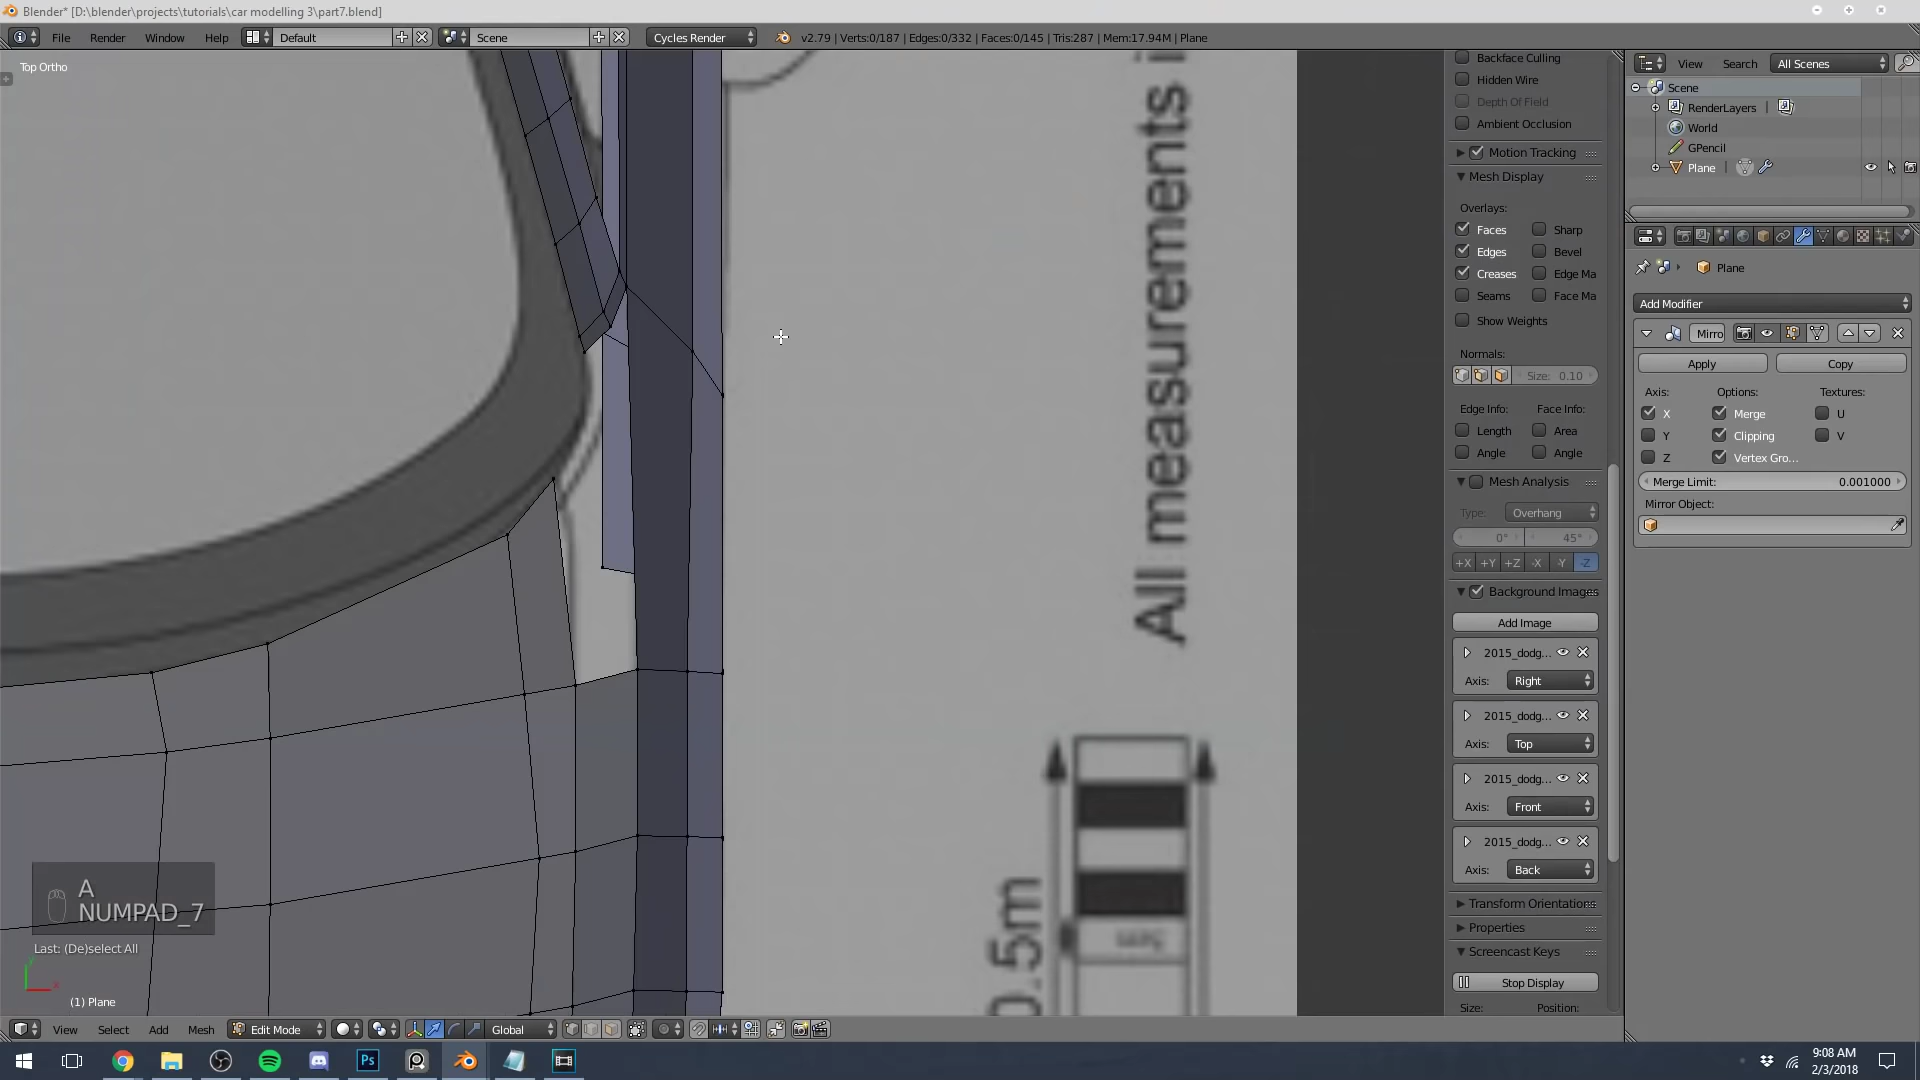 Blender* [D:\blender\projects\tutorials\car modelling 3\part7.blend]
File Render Window Help Default Scene Cycles Render v2.79 | Verts:0/187 | Edges:0/332 | Faces:0/145 | Tris:287 | Mem:17.94M | Plane
Top Ortho
All measurements i
0.5m
A
NUMPAD_7
Last: (De)select All
(1) Plane
View Select Add Mesh Edit Mode Global
Backface Culling
Hidden Wire
Depth Of Field
Ambient Occlusion
Motion Tracking
Mesh Display
Overlays:
Faces Sharp
Edges Bevel
Creases Edge Ma
Seams Face Ma
Show Weights
Normals:
Size: 0.10
Edge Info: Face Info:
Length Area
Angle Angle
Mesh Analysis
Type: Overhang
0° 45°
+X +Y +Z -X -Y -Z
Background Images
Add Image
2015_dodg...
Axis: Right
2015_dodg...
Axis: Top
2015_dodg...
Axis: Front
2015_dodg...
Axis: Back
Transform Orientations
Properties
Screencast Keys
Stop Display
Size: Position:
View Search All Scenes
Scene
RenderLayers
World
GPencil
Plane
Plane
Add Modifier
Mirro
Apply Copy
Axis: Options: Textures:
X Merge U
Y Clipping V
Z Vertex Gro...
Merge Limit: 0.001000
Mirror Object:
Ps
9:08 AM
2/3/2018